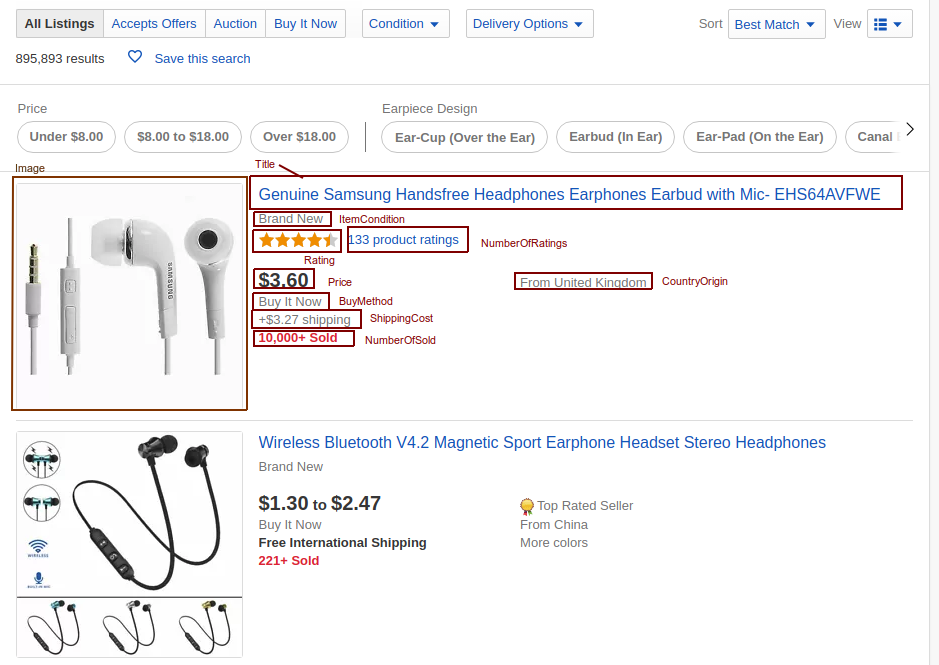 All Listings Accepts Offers Auction Buy It Now Condition Delivery Options Sort Best Match View
895,893 results Save this search
Price Earpiece Design
Under $8.00 $8.00 to $18.00 Over $18.00 Ear-Cup (Over the Ear) Earbud (In Ear) Ear-Pad (On the Ear) Canal
Image Title
Genuine Samsung Handsfree Headphones Earphones Earbud with Mic- EHS64AVFWE
Brand New ItemCondition
133 product ratings NumberOfRatings
Rating
$3.60 Price From United Kingdom CountryOrigin
Buy It Now BuyMethod
+$3.27 shipping ShippingCost
10,000+ Sold NumberOfSold
SAMSUNG
Wireless Bluetooth V4.2 Magnetic Sport Earphone Headset Stereo Headphones
Brand New
$1.30 to $2.47 Top Rated Seller
Buy It Now From China
Free International Shipping More colors
221+ Sold
WIRELESS
BUILT-IN MIC